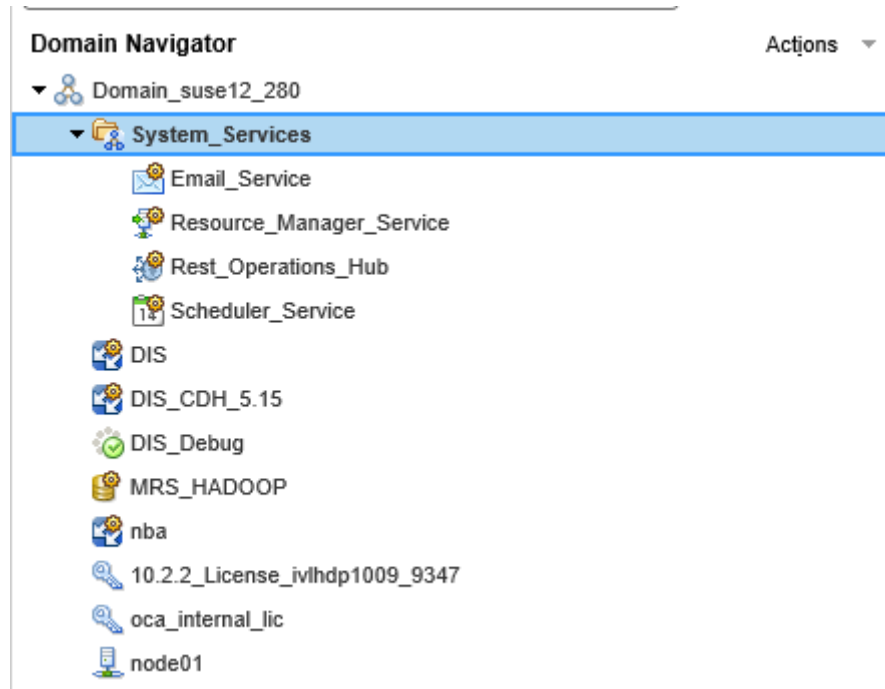 Domain Navigator Actions
Domain_suse12_280
System_Services
Email_Service
Resource_Manager_Service
Rest_Operations_Hub
14 Scheduler_Service
DIS
DIS_CDH_5.15
DIS_Debug
MRS_HADOOP
nba
10.2.2_License_ivlhdp1009_9347
oca_internal_lic
node01